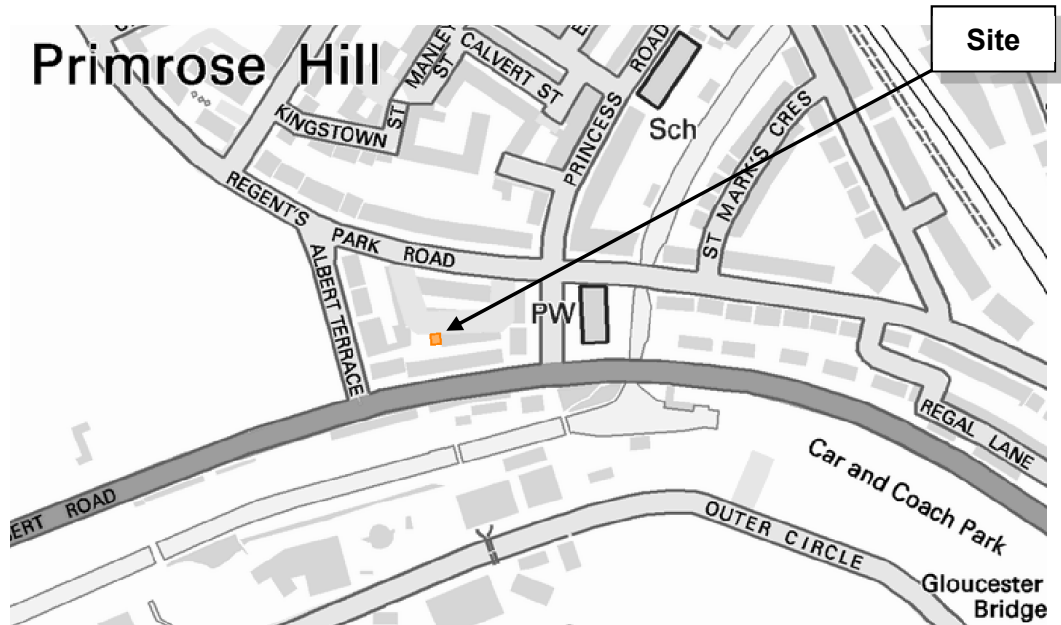 Site
Primrose Hill
MANLEY
ST
CALVERT ST
KINGSTOWN
ST
PRINCESS
ROAD
Sch
ST MARK'S CRES
REGENT'S
PARK ROAD
ALBERT TERRACE
PW
REGAL LANE
Car and Coach Park
ERT ROAD
OUTER CIRCLE
Gloucester
Bridge